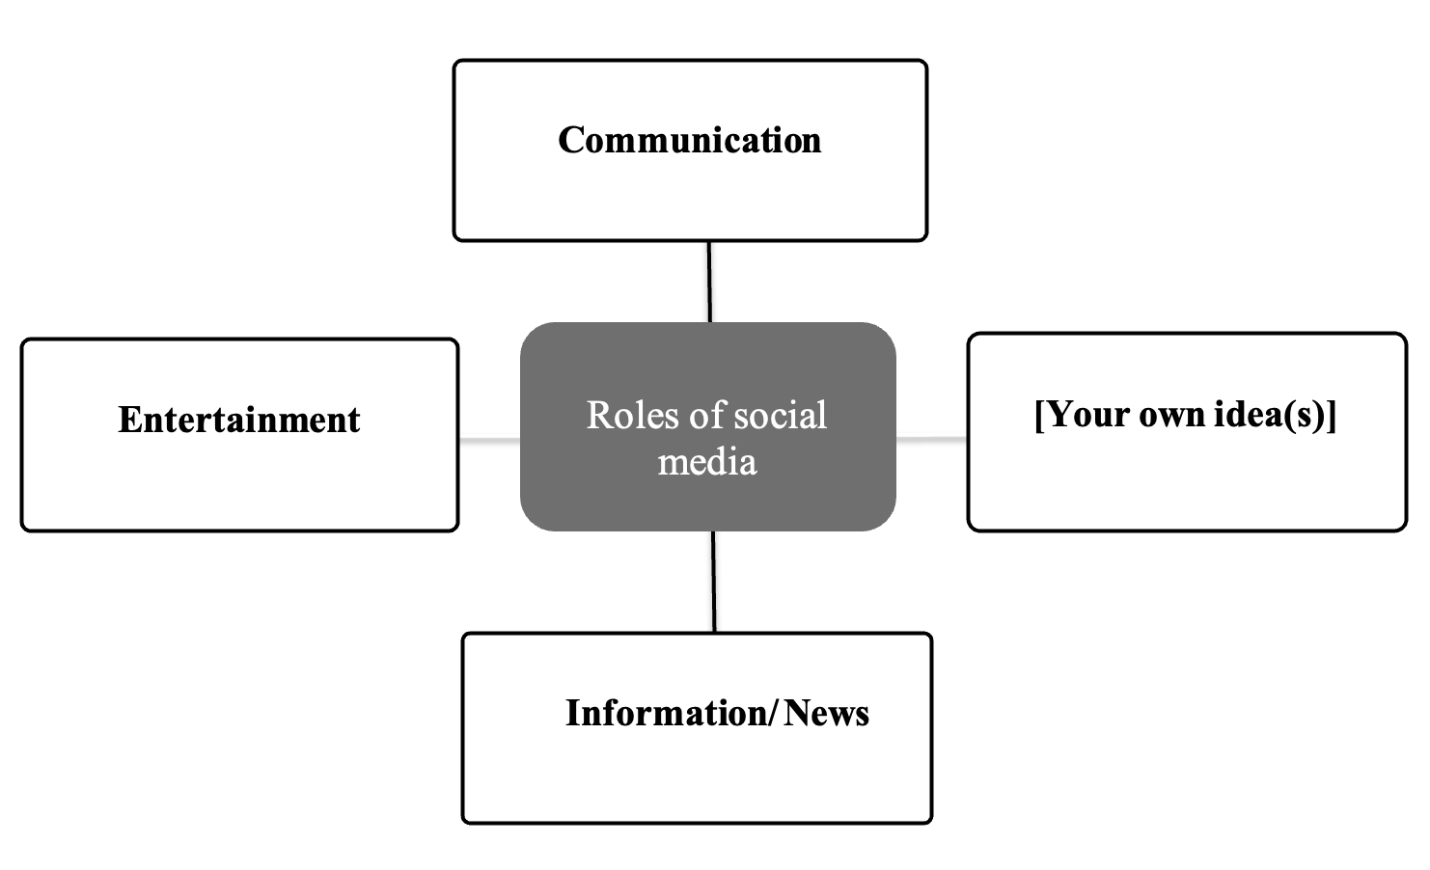 Communication
Entertainment
Roles of social
media
[Your own idea(s)]
Information/ News